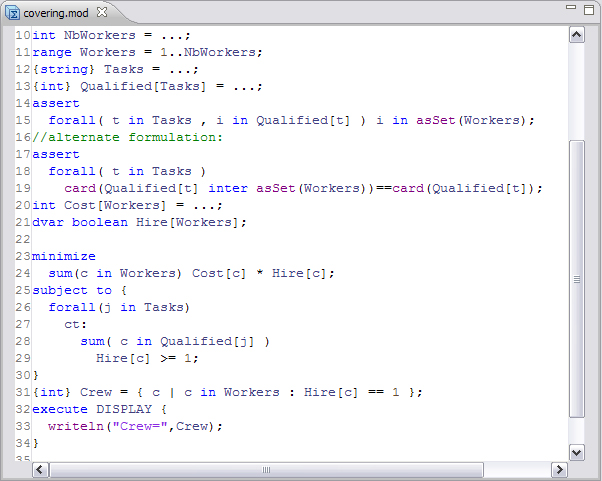 covering.mod
10 int NbWorkers = ...;
11 range Workers = 1..NbWorkers;
12 {string} Tasks = ...;
13 {int} Qualified[Tasks] = ...;
14 assert
15   forall( t in Tasks , i in Qualified[t] ) i in asSet(Workers);
16 //alternate formulation:
17 assert
18   forall( t in Tasks )
19     card(Qualified[t] inter asSet(Workers))==card(Qualified[t]);
20 int Cost[Workers] = ...;
21 dvar boolean Hire[Workers];
22
23 minimize
24   sum(c in Workers) Cost[c] * Hire[c];
25 subject to {
26   forall(j in Tasks)
27     ct:
28       sum( c in Qualified[j] )
29         Hire[c] >= 1;
30 }
31 {int} Crew = { c | c in Workers : Hire[c] == 1 };
32 execute DISPLAY {
33   writeln("Crew=",Crew);
34 }
35